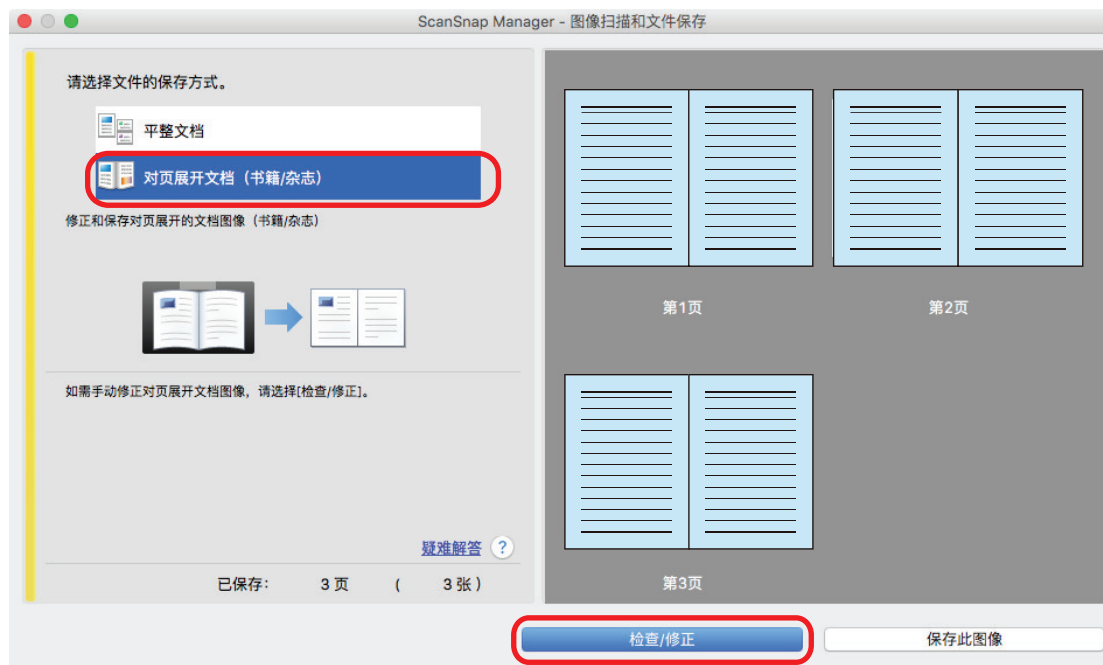 ScanSnap Manager - 图像扫描和文件保存
请选择文件的保存方式。
平整文档
对页展开文档（书籍/杂志）
修正和保存对页展开的文档图像（书籍/杂志）
如需手动修正对页展开文档图像，请选择[检查/修正]。
疑难解答 ?
已保存： 3 页 ( 3 张 )
第1页 第2页
第3页
检查/修正 保存此图像